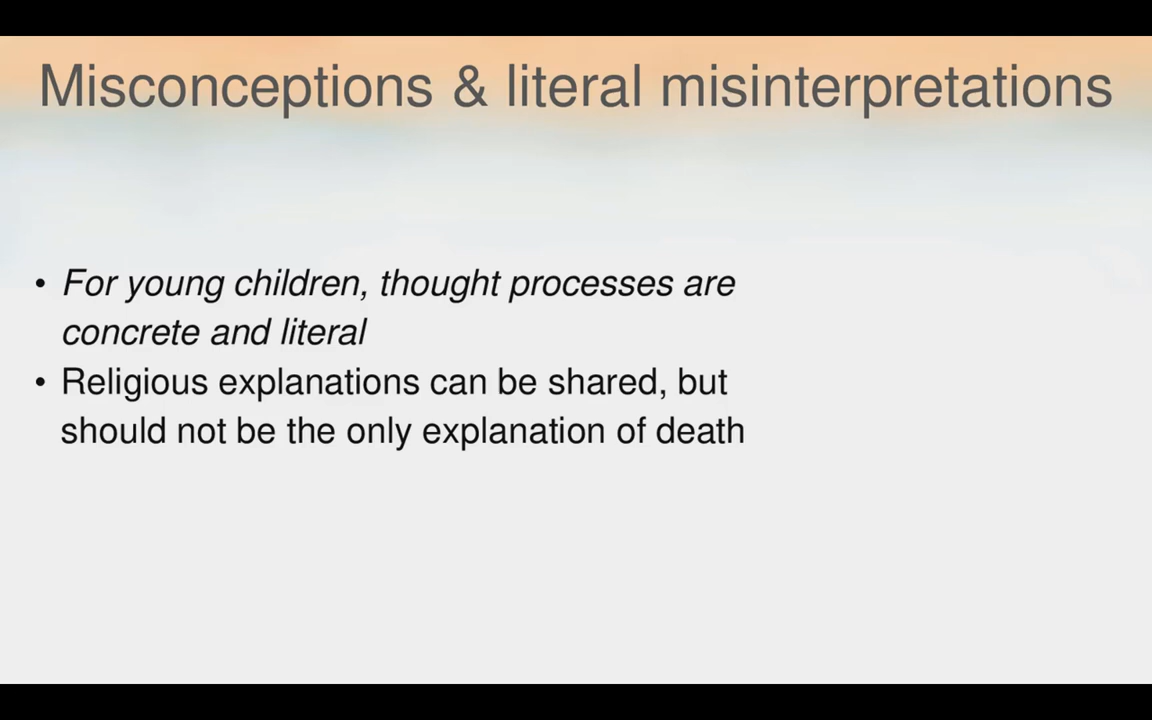 Misconceptions & literal misinterpretations
• For young children, thought processes are
concrete and literal
• Religious explanations can be shared, but
should not be the only explanation of death